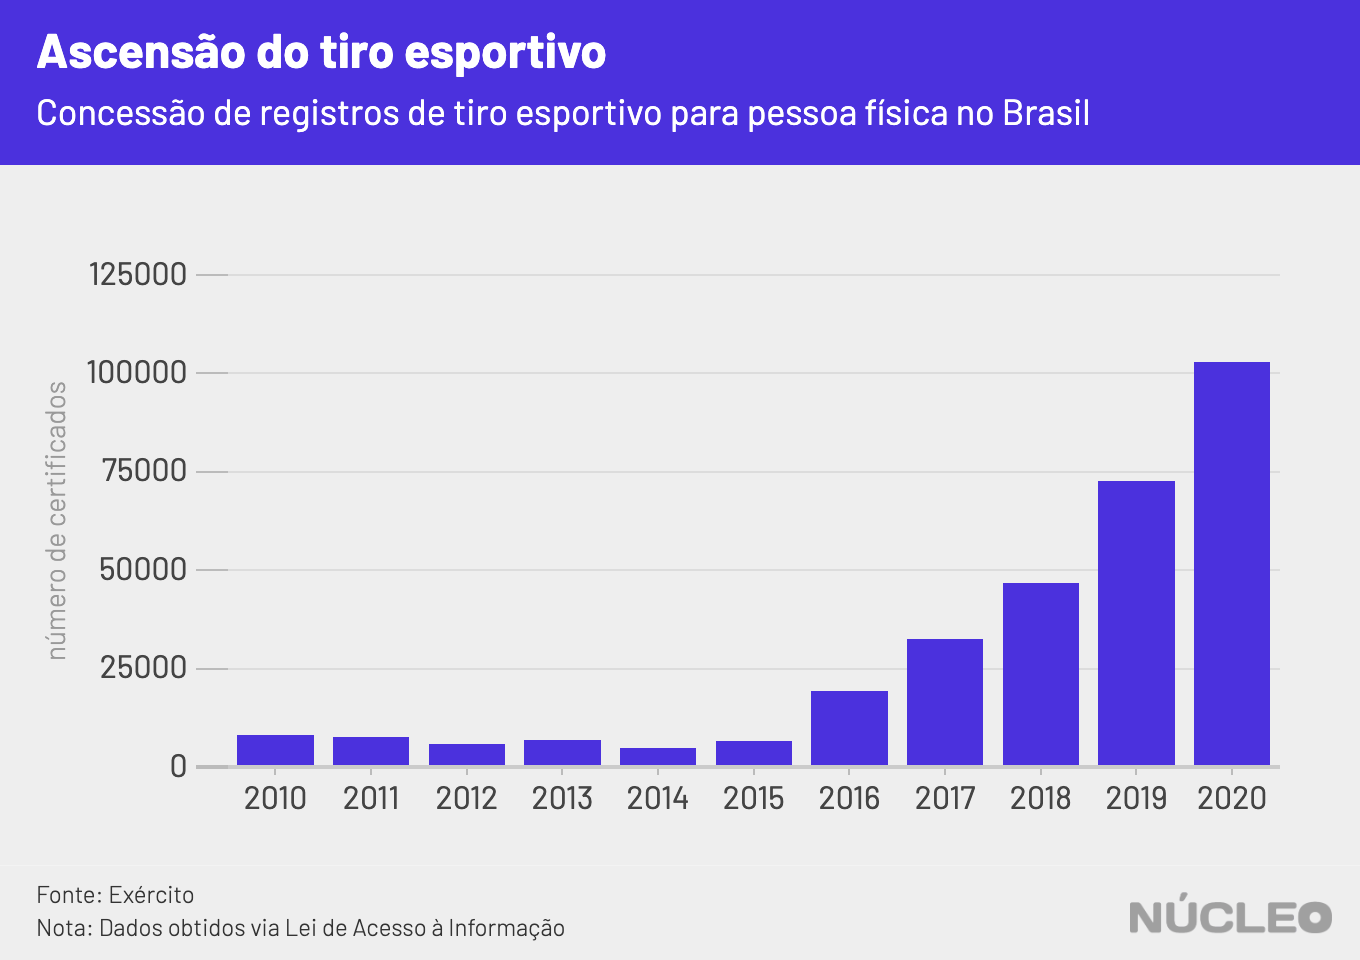 Ascensão do tiro esportivo
Concessão de registros de tiro esportivo para pessoa física no Brasil
número de certificados
125000
100000
75000
50000
25000
0
2010 2011 2012 2013 2014 2015 2016 2017 2018 2019 2020
Fonte: Exército
Nota: Dados obtidos via Lei de Acesso à Informação
NÚCLEO